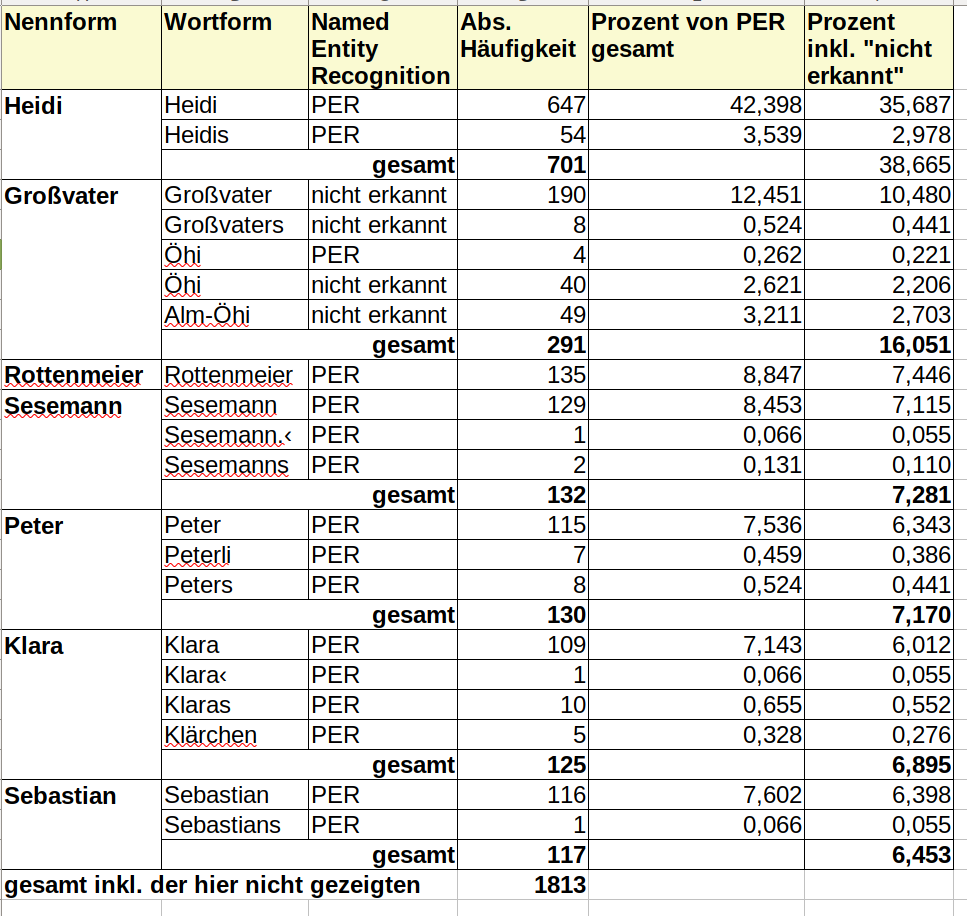 Nennform Wortform Named Entity Recognition Abs. Häufigkeit Prozent von PER gesamt Prozent inkl. "nicht erkannt"
Heidi Heidi PER 647 42,398 35,687
Heidis PER 54 3,539 2,978
gesamt 701 38,665
Großvater Großvater nicht erkannt 190 12,451 10,480
Großvaters nicht erkannt 8 0,524 0,441
Öhi PER 4 0,262 0,221
Öhi nicht erkannt 40 2,621 2,206
Alm-Öhi nicht erkannt 49 3,211 2,703
gesamt 291 16,051
Rottenmeier Rottenmeier PER 135 8,847 7,446
Sesemann Sesemann PER 129 8,453 7,115
Sesemann.‹ PER 1 0,066 0,055
Sesemanns PER 2 0,131 0,110
gesamt 132 7,281
Peter Peter PER 115 7,536 6,343
Peterli PER 7 0,459 0,386
Peters PER 8 0,524 0,441
gesamt 130 7,170
Klara Klara PER 109 7,143 6,012
Klara‹ PER 1 0,066 0,055
Klaras PER 10 0,655 0,552
Klärchen PER 5 0,328 0,276
gesamt 125 6,895
Sebastian Sebastian PER 116 7,602 6,398
Sebastians PER 1 0,066 0,055
gesamt 117 6,453
gesamt inkl. der hier nicht gezeigten 1813